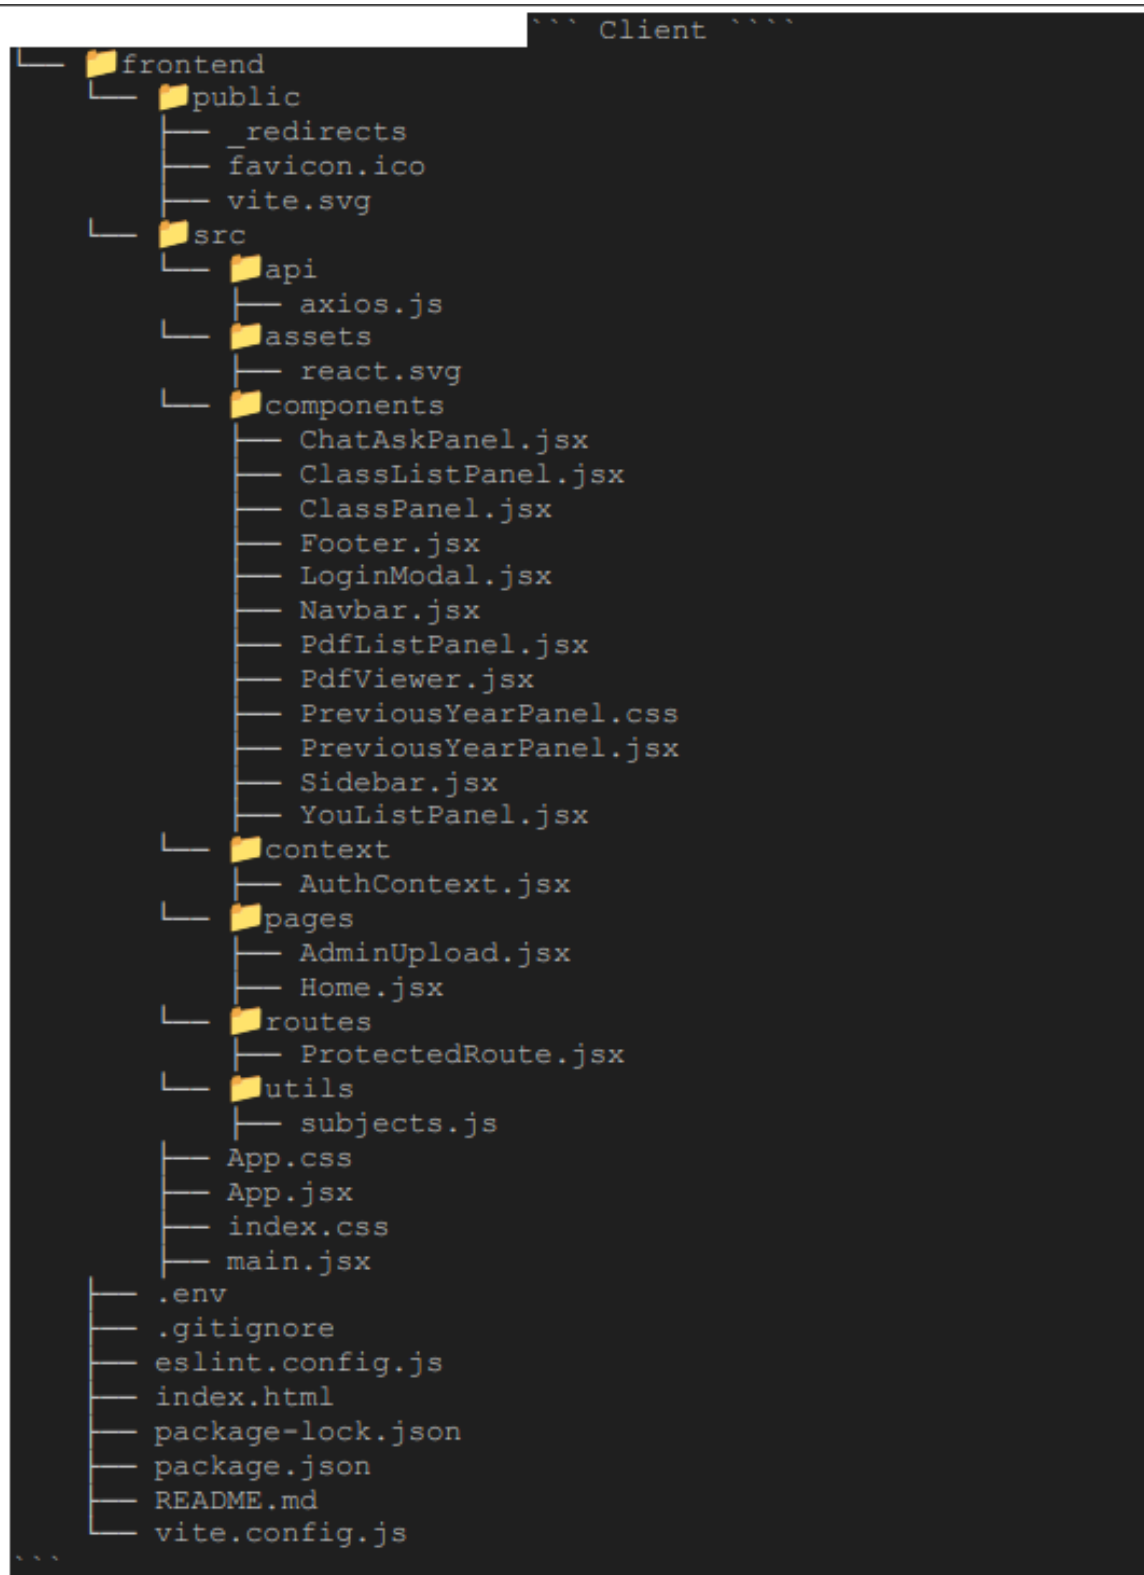 ``` Client ````
└── 📁frontend
    └── 📁public
        ├── _redirects
        ├── favicon.ico
        ├── vite.svg
    └── 📁src
        └── 📁api
            ├── axios.js
        └── 📁assets
            ├── react.svg
        └── 📁components
            ├── ChatAskPanel.jsx
            ├── ClassListPanel.jsx
            ├── ClassPanel.jsx
            ├── Footer.jsx
            ├── LoginModal.jsx
            ├── Navbar.jsx
            ├── PdfListPanel.jsx
            ├── PdfViewer.jsx
            ├── PreviousYearPanel.css
            ├── PreviousYearPanel.jsx
            ├── Sidebar.jsx
            ├── YouListPanel.jsx
        └── 📁context
            ├── AuthContext.jsx
        └── 📁pages
            ├── AdminUpload.jsx
            ├── Home.jsx
        └── 📁routes
            ├── ProtectedRoute.jsx
        └── 📁utils
            ├── subjects.js
        ├── App.css
        ├── App.jsx
        ├── index.css
        ├── main.jsx
    ├── .env
    ├── .gitignore
    ├── eslint.config.js
    ├── index.html
    ├── package-lock.json
    ├── package.json
    ├── README.md
    └── vite.config.js
```